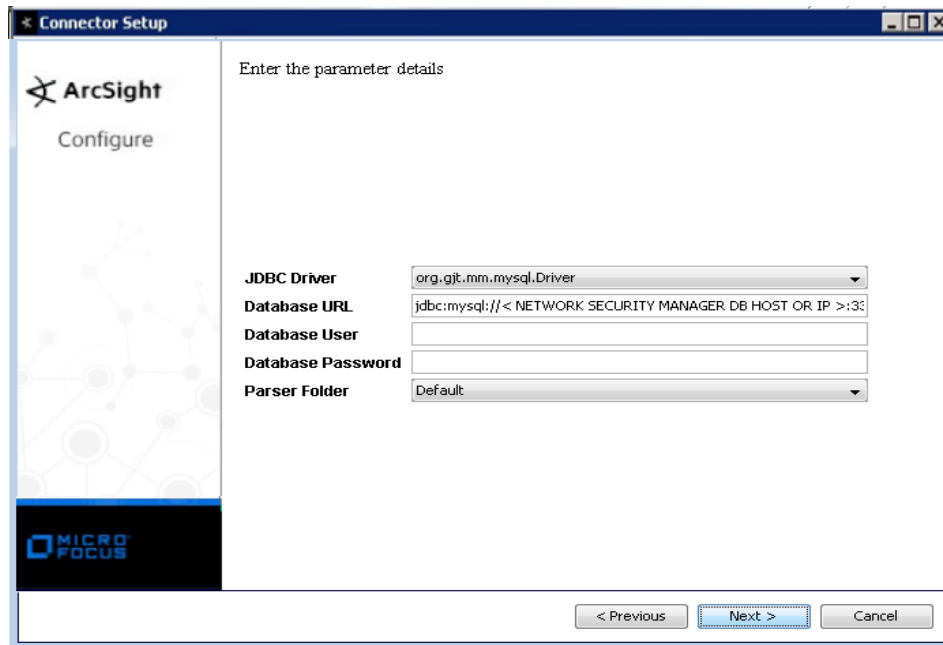 Connector Setup
ArcSight
Configure
Enter the parameter details
JDBC Driver org.gjt.mm.mysql.Driver
Database URL jdbc:mysql://< NETWORK SECURITY MANAGER DB HOST OR IP >:33
Database User
Database Password
Parser Folder Default
MICRO
FOCUS
< Previous Next > Cancel